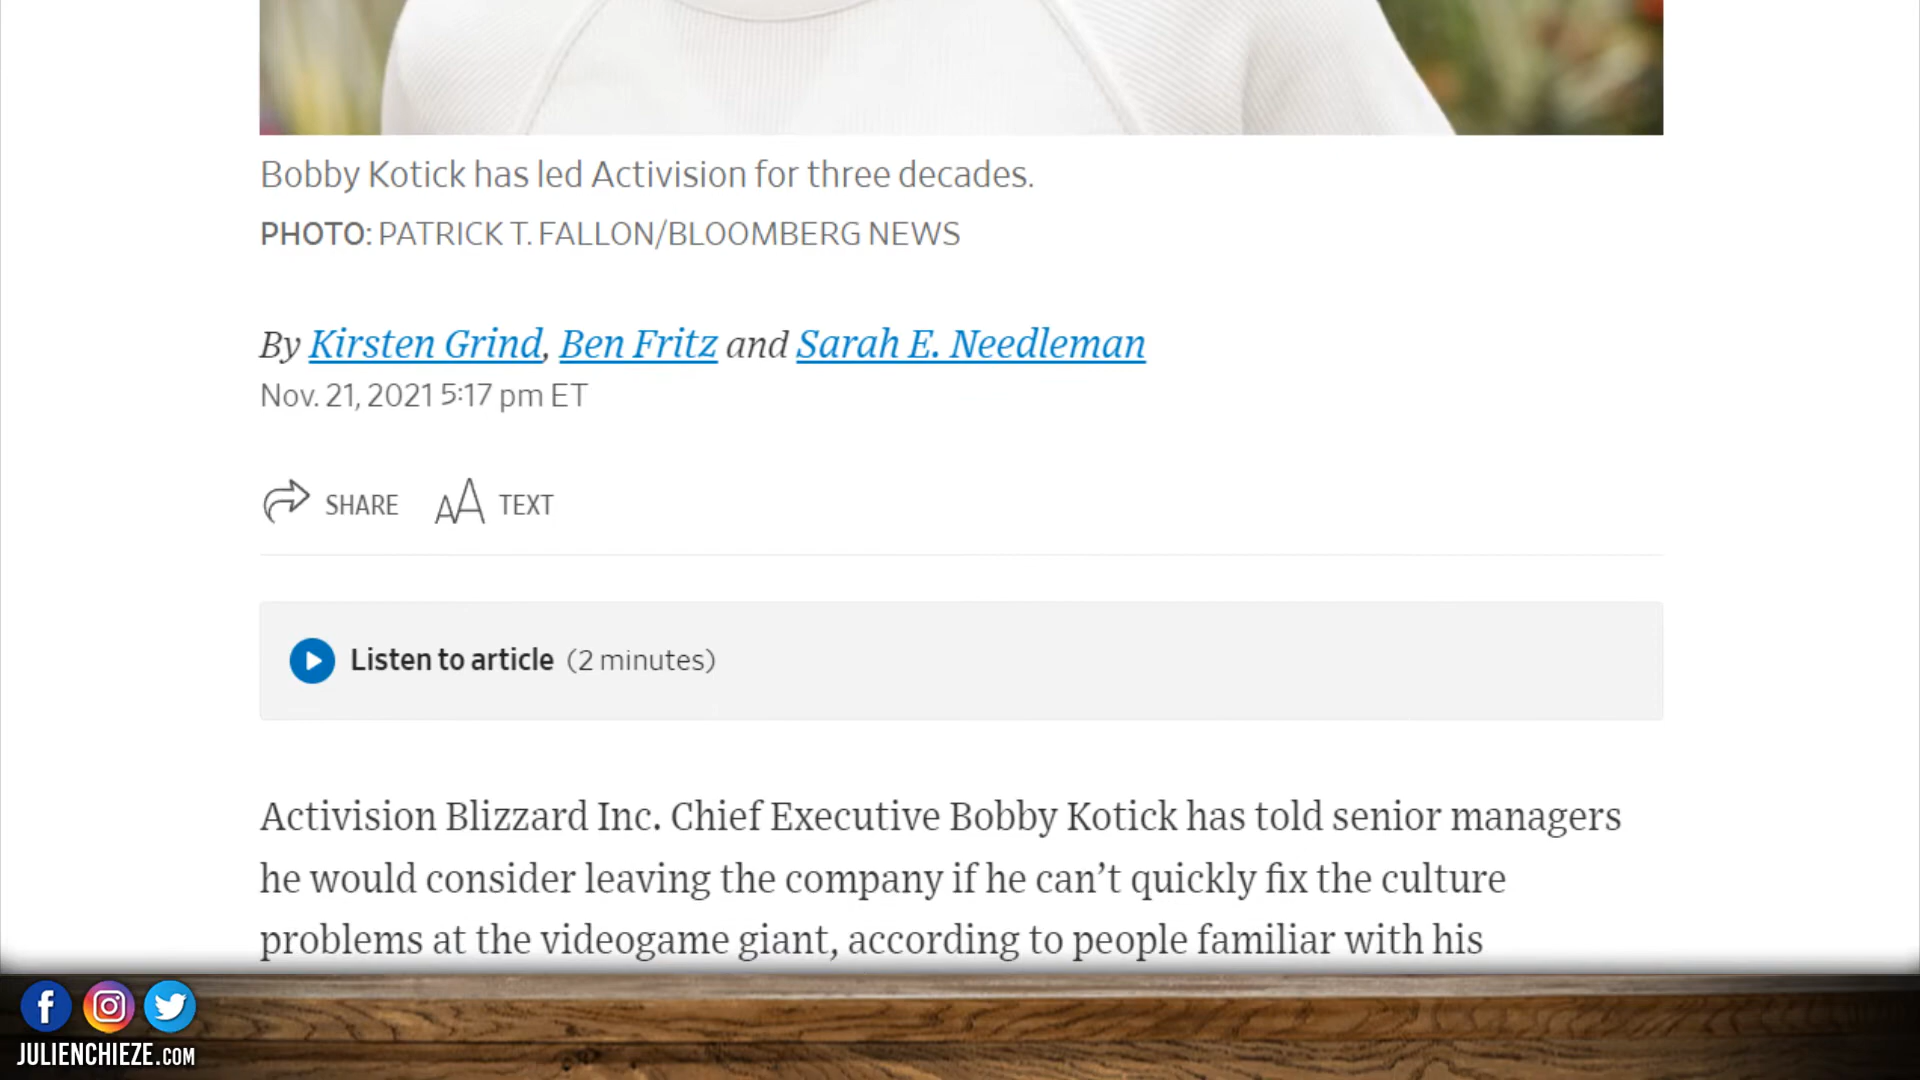 Bobby Kotick has led Activision for three decades.
PHOTO: PATRICK T. FALLON/BLOOMBERG NEWS
By Kirsten Grind, Ben Fritz and Sarah E. Needleman
Nov. 21, 2021 5:17 pm ET
SHARE AA TEXT
Listen to article (2 minutes)
Activision Blizzard Inc. Chief Executive Bobby Kotick has told senior managers
he would consider leaving the company if he can’t quickly fix the culture
problems at the videogame giant, according to people familiar with his
JULIENCHIEZE.COM